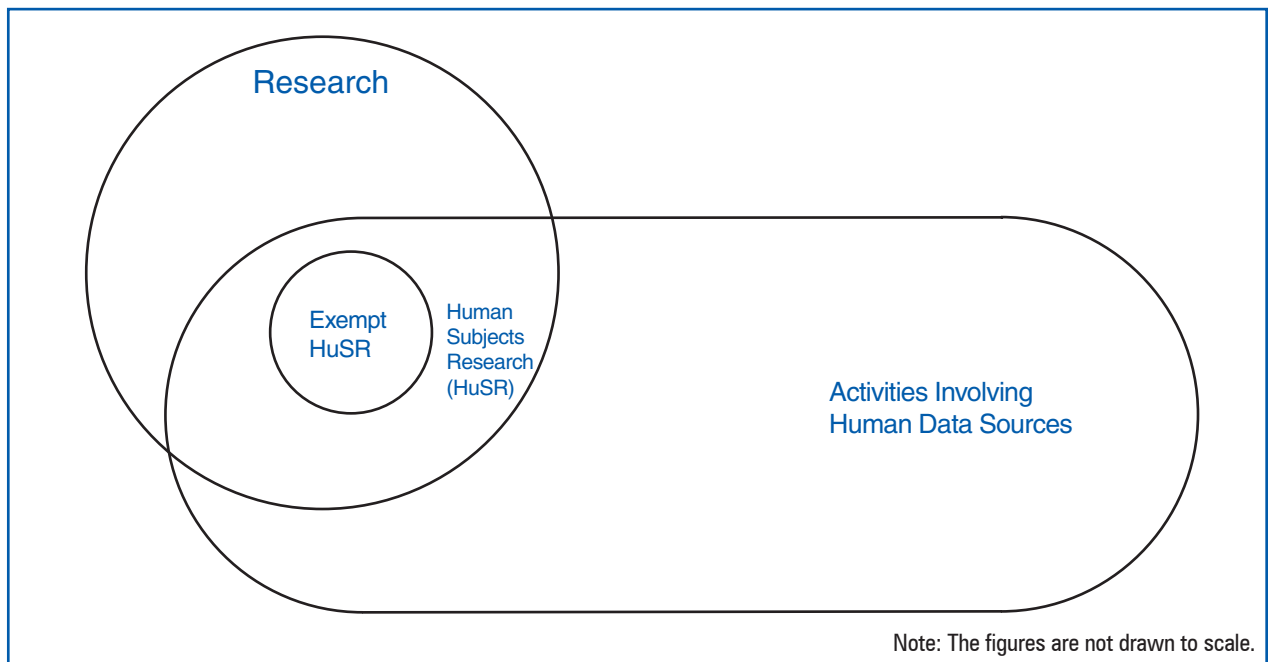 Research
Exempt
HuSR
Human
Subjects
Research
(HuSR)
Activities Involving
Human Data Sources
Note: The figures are not drawn to scale.